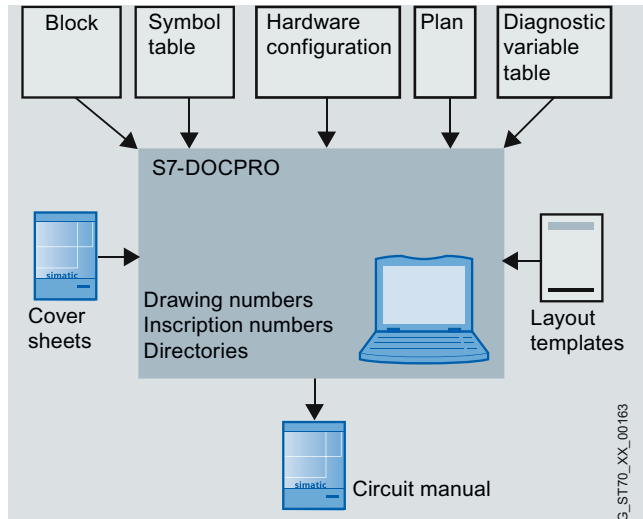 Block
Symbol
table
Hardware
configuration
Plan
Diagnostic
variable
table
S7-DOCPRO
simatic
Cover
sheets
Drawing numbers
Inscription numbers
Directories
Layout
templates
simatic
Circuit manual
G_ST70_XX_00163